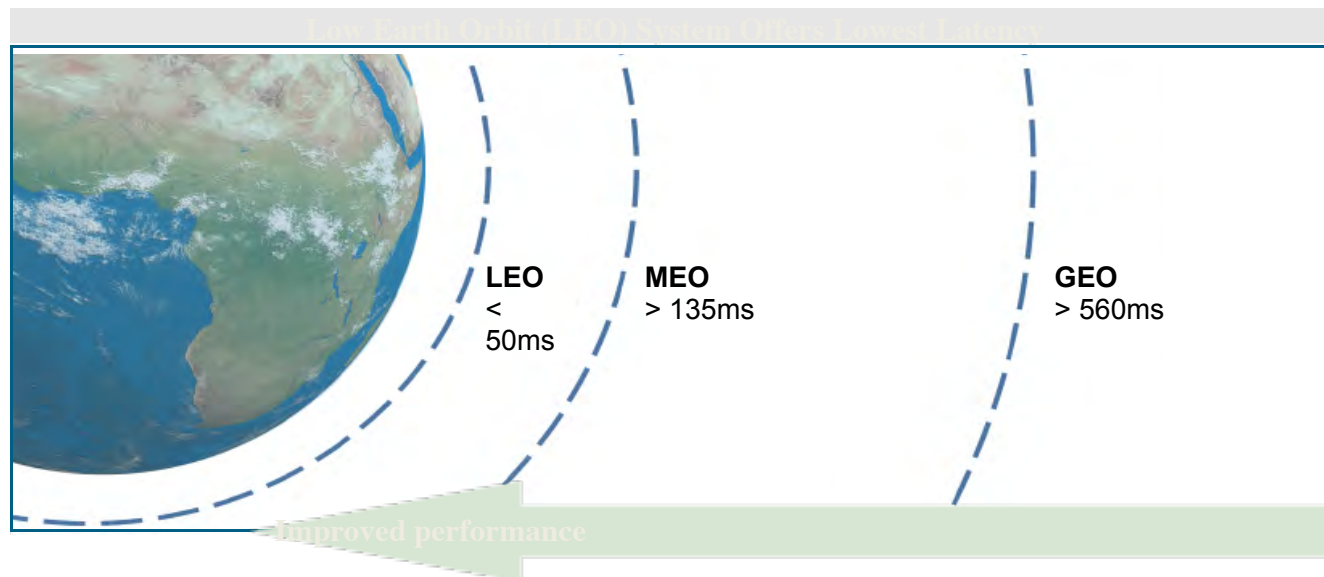 Low Earth Orbit (LEO) System Offers Lowest Latency
LEO
<
50ms
MEO
> 135ms
GEO
> 560ms
Improved performance